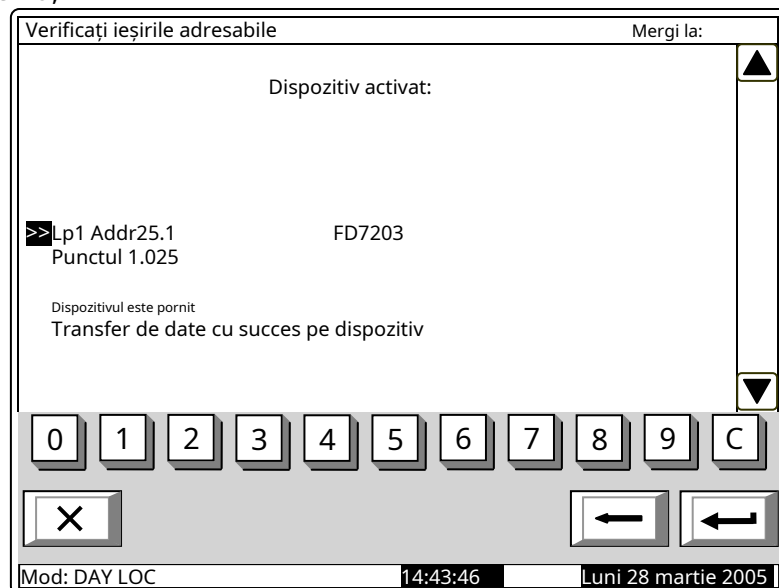 Verificați ieșirile adresabile Mergi la:
Dispozitiv activat:
>>Lp1 Addr25.1 FD7203
Punctul 1.025
Dispozitivul este pornit
Transfer de date cu succes pe dispozitiv
0 1 2 3 4 5 6 7 8 9 C
Mod: DAY LOC 14:43:46 Luni 28 martie 2005